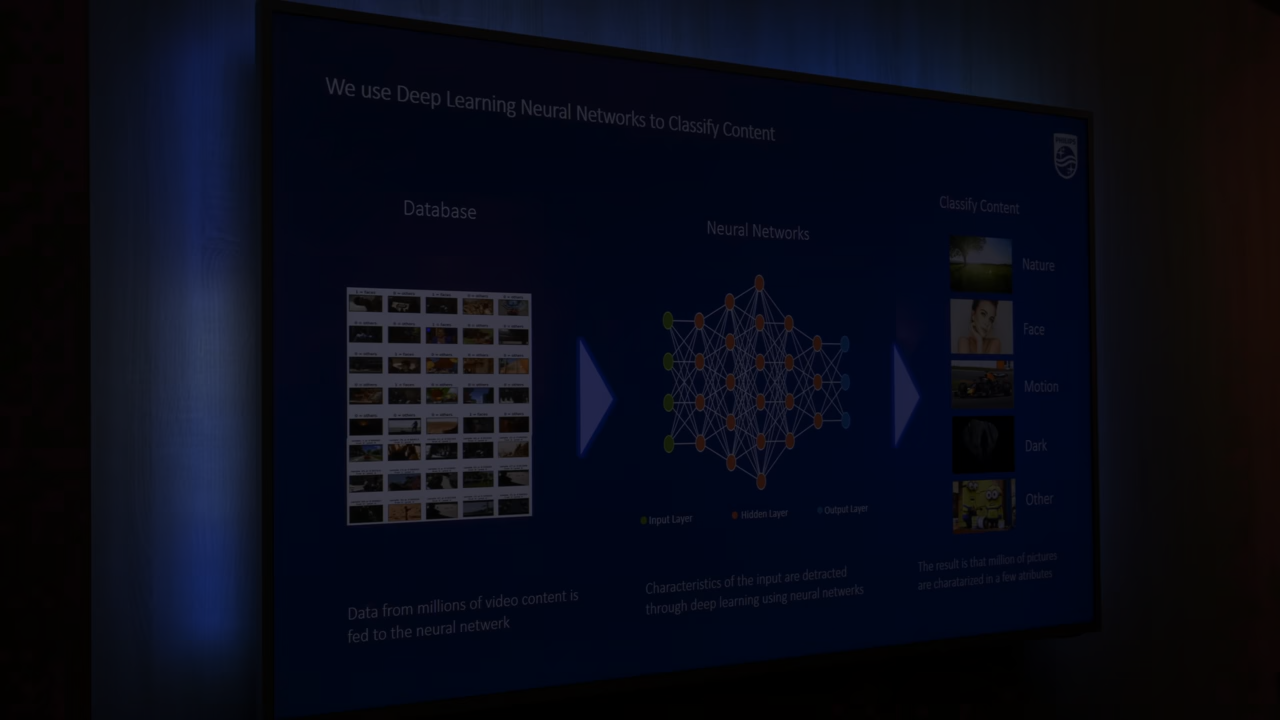 We use Deep Learning Neural Networks to Classify Content
Database
Neural Networks
Classify Content
Nature
Face
Motion
Dark
Other
Input Layer
Hidden Layer
Output Layer
Data from millions of video content is
fed to the neural netwerk
Characteristics of the input are detracted
through deep learning using neural networks
The result is that million of pictures
are charatarized in a few atributes